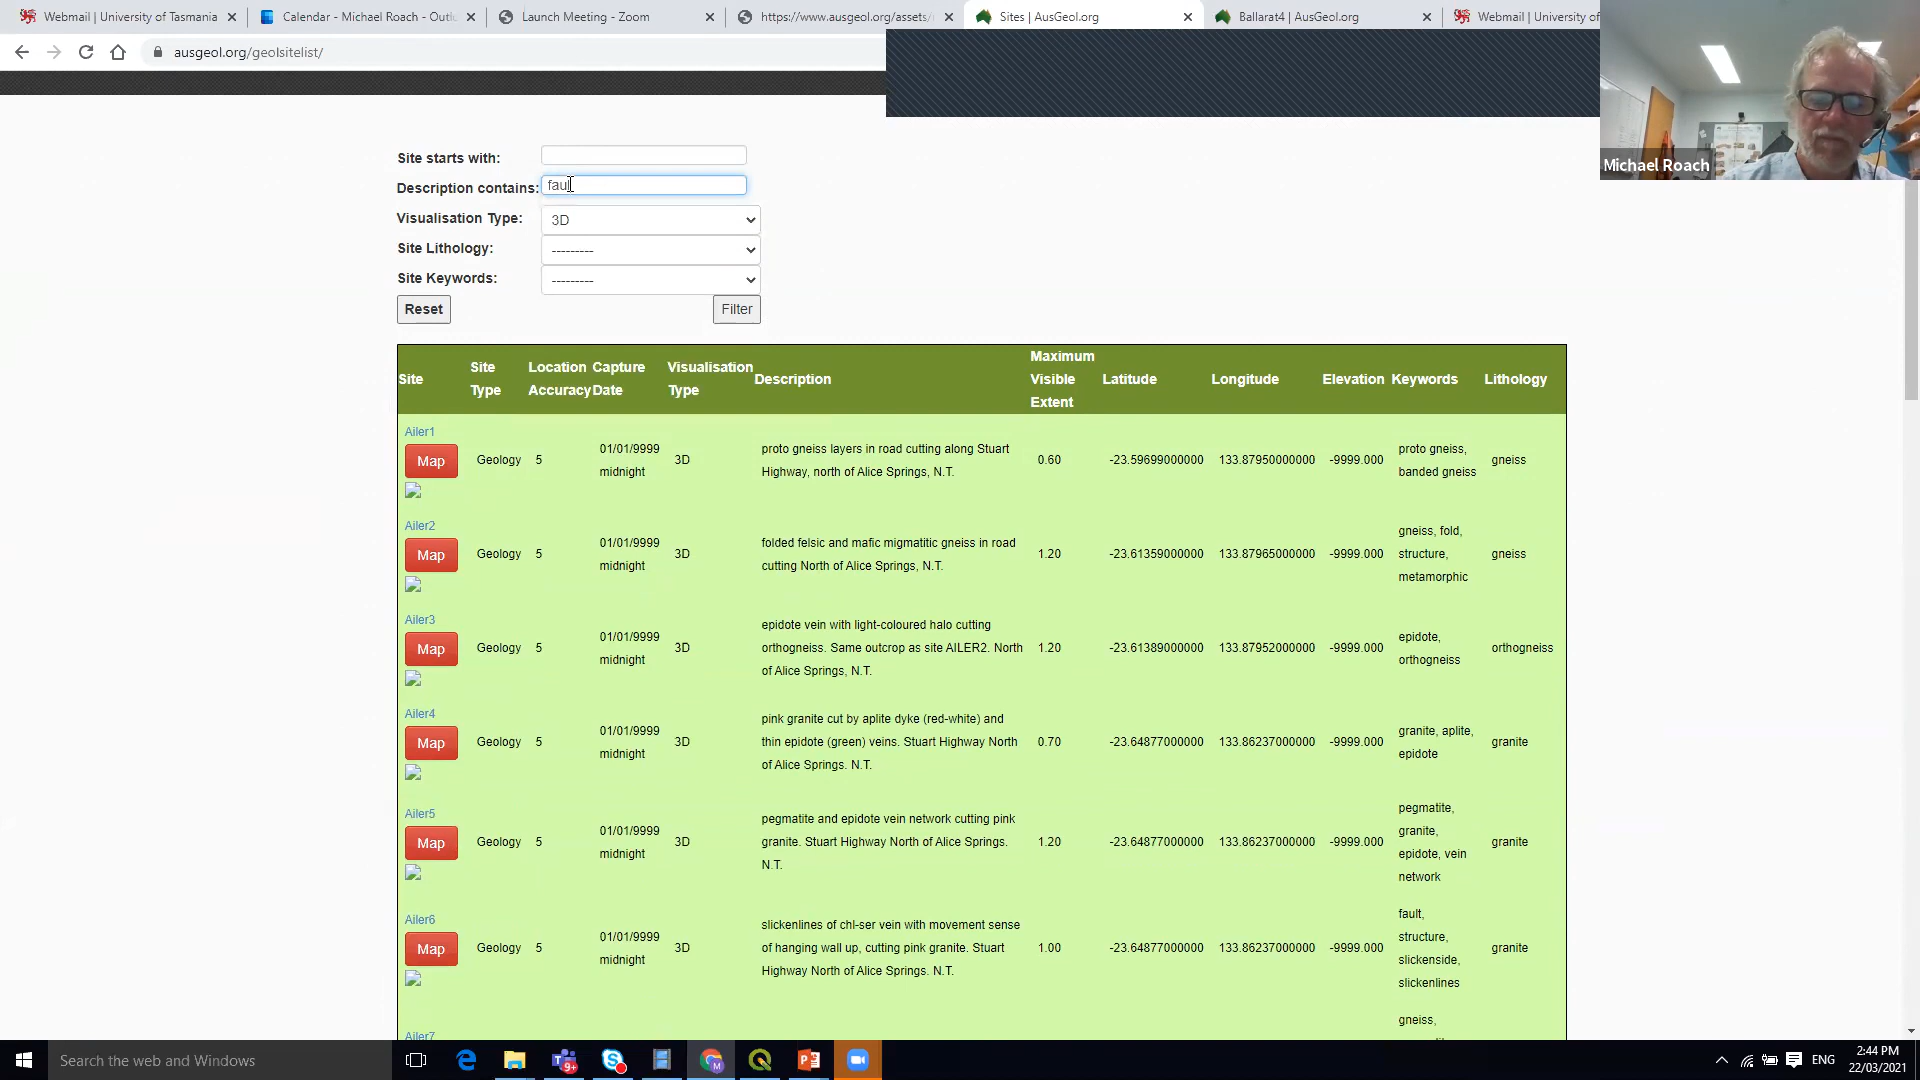 Webmail | University of Tasmania
Calendar - Michael Roach - Outl
Launch Meeting - Zoom
https://www.ausgeol.org/assets/
Sites | AusGeol.org
Ballarat4 | AusGeol.org
Webmail | University of
ausgeol.org/geolsitelist/
Michael Roach
Site starts with:
Description contains: faul
Visualisation Type: 3D
Site Lithology: ---------
Site Keywords: ---------
Reset Filter
Site
Site Type
Location Accuracy
Capture Date
Visualisation Type
Description
Maximum Visible Extent
Latitude
Longitude
Elevation
Keywords
Lithology
Ailer1
Map
Geology
5
01/01/9999
midnight
3D
proto gneiss layers in road cutting along Stuart
Highway, north of Alice Springs, N.T.
0.60
-23.59699000000
133.87950000000
-9999.000
proto gneiss,
banded gneiss
gneiss
Ailer2
Map
Geology
5
01/01/9999
midnight
3D
folded felsic and mafic migmatitic gneiss in road
cutting North of Alice Springs, N.T.
1.20
-23.61359000000
133.87965000000
-9999.000
gneiss, fold,
structure,
metamorphic
gneiss
Ailer3
Map
Geology
5
01/01/9999
midnight
3D
epidote vein with light-coloured halo cutting
orthogneiss. Same outcrop as site AILER2. North
of Alice Springs, N.T.
1.20
-23.61389000000
133.87952000000
-9999.000
epidote,
orthogneiss
orthogneiss
Ailer4
Map
Geology
5
01/01/9999
midnight
3D
pink granite cut by aplite dyke (red-white) and
thin epidote (green) veins. Stuart Highway North
of Alice Springs. N.T.
0.70
-23.64877000000
133.86237000000
-9999.000
granite, aplite,
epidote
granite
Ailer5
Map
Geology
5
01/01/9999
midnight
3D
pegmatite and epidote vein network cutting pink
granite. Stuart Highway North of Alice Springs.
N.T.
1.20
-23.64877000000
133.86237000000
-9999.000
pegmatite,
granite,
epidote, vein
network
granite
Ailer6
Map
Geology
5
01/01/9999
midnight
3D
slickenlines of chl-ser vein with movement sense
of hanging wall up, cutting pink granite. Stuart
Highway North of Alice Springs. N.T.
1.00
-23.64877000000
133.86237000000
-9999.000
fault,
structure,
slickenside,
slickenlines
granite
Ailer7
gneiss,
Search the web and Windows
9+
ENG
2:44 PM
22/03/2021